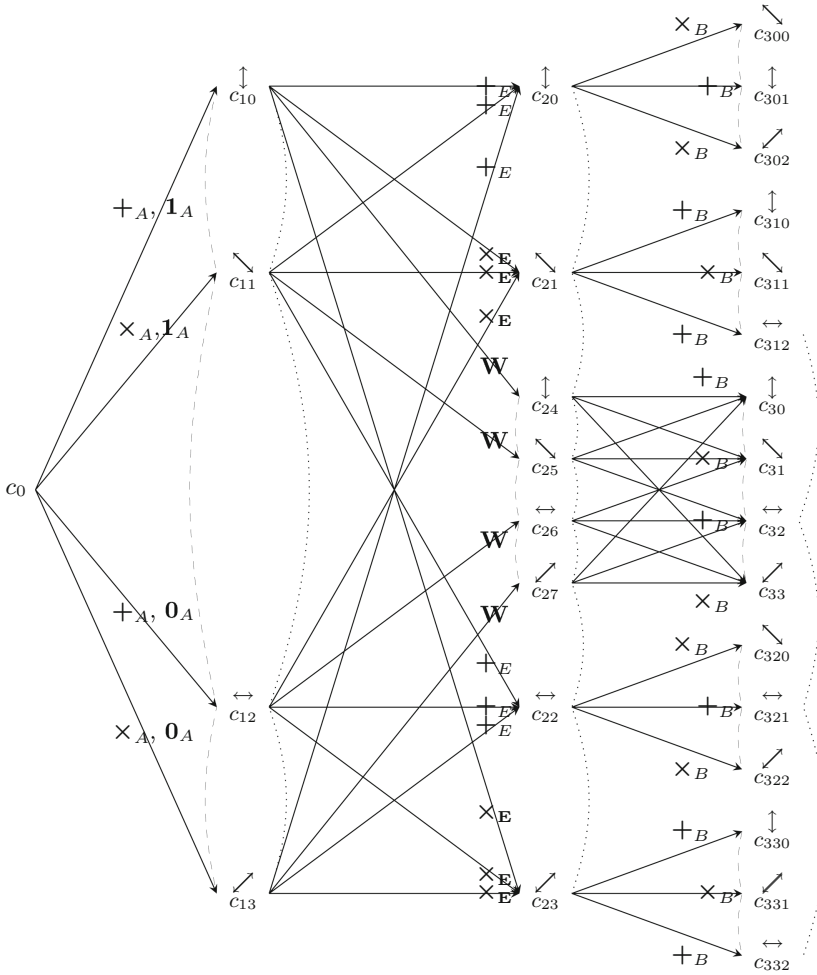 ⤡
×B
c300
↕ ↕ ↕
+E +B
c10 c20 c301
+E
⤢
×B
c302
+E
↕
+A, 1A +B
c310
×E
⤡ ⤡ ⤡
×E ×B
c11 c21 c311
×E
↔
×A,1A +B
c312
W
↕ +B ↕
c24 c30
W
⤡ ×B ⤡
c25 c31
c0
↔ +B ↔
W c26 c32
⤢ ⤢
c27 c33
+A, 0A W ×B
⤡
×B
c320
+E
↔ ↔ ↔
+E +B
c12 c22 c321
+E
×A, 0A
⤢
×B
c322
×E
↕
+B
c330
×E
⤢ ⤢ ⤢
×E ×B
c13 c23 c331
↔
+B
c332